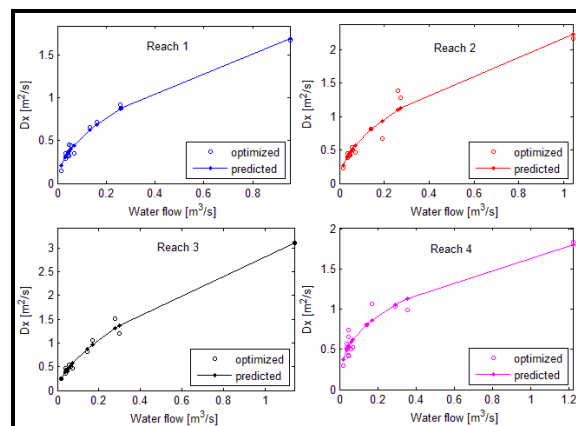 Reach 1
Dx [m²/s]
1.5
1
0.5
0
0 0.2 0.4 0.6 0.8
Water flow [m³/s]
optimized
predicted
Reach 2
Dx [m²/s]
2
1.5
1
0.5
0
0 0.2 0.4 0.6 0.8 1
Water flow [m³/s]
optimized
predicted
Reach 3
Dx [m²/s]
3
2.5
2
1.5
1
0.5
0
0 0.2 0.4 0.6 0.8 1
Water flow [m³/s]
optimized
predicted
Reach 4
Dx [m²/s]
2
1.5
1
0.5
0
0 0.2 0.4 0.6 0.8 1 1.2
Water flow [m³/s]
optimized
predicted